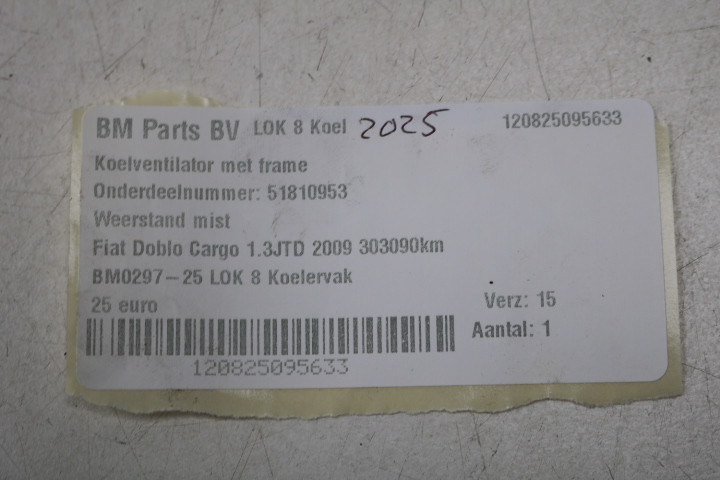 BM Parts BV LOK 8 Koel 2025 120825095633
Koelventilator met frame
Onderdeelnummer: 51810953
Weerstand mist
Fiat Doblo Cargo 1.3JTD 2009 303090km
BM0297-25 LOK 8 Koelervak
25 euro Verz: 15
Aantal: 1
120825095633